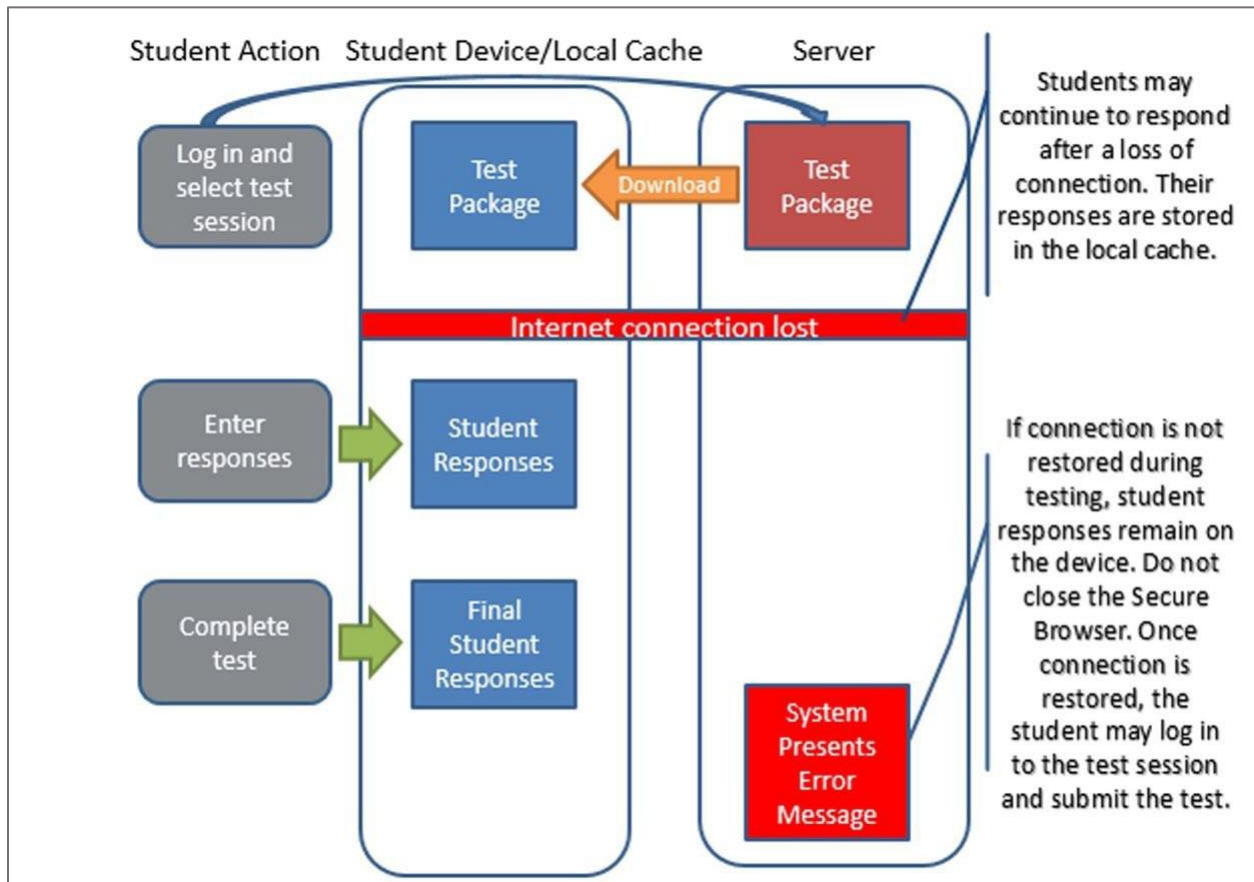 Student Action
Student Device/Local Cache
Server
Log in and
select test
session
Test
Package
Download
Test
Package
Students may
continue to respond
after a loss of
connection. Their
responses are stored
in the local cache.
Internet connection lost
Enter
responses
Student
Responses
If connection is not
restored during
testing, student
responses remain on
the device. Do not
close the Secure
Browser. Once
connection is
restored, the
student may log in
to the test session
and submit the test.
Complete
test
Final
Student
Responses
System
Presents
Error
Message